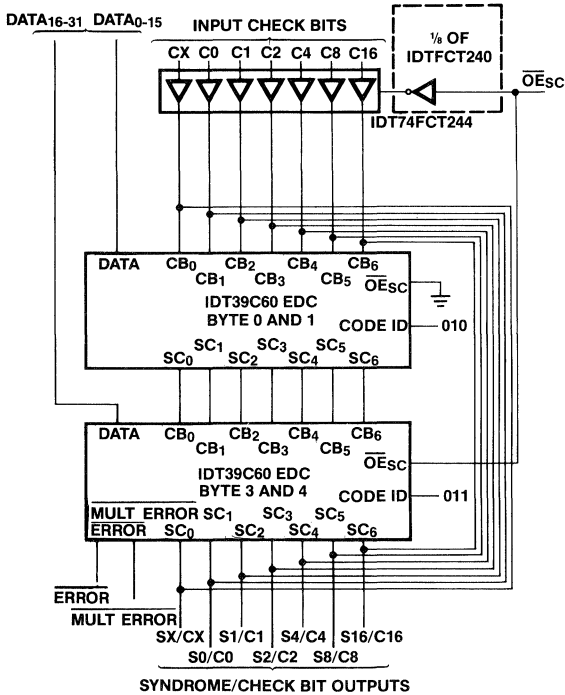 DATA16-31 DATA0-15
INPUT CHECK BITS
CX C0 C1 C2 C4 C8 C16
1/8 OF
IDTFCT240
OESC
IDT74FCT244
DATA CB0 CB2 CB4 CB6
CB1 CB3 CB5 OESC
IDT39C60 EDC
BYTE 0 AND 1
CODE ID 010
SC1 SC3 SC5
SC0 SC2 SC4 SC6
DATA CB0 CB2 CB4 CB6
CB1 CB3 CB5 OESC
IDT39C60 EDC
BYTE 3 AND 4
CODE ID 011
MULT ERROR SC1 SC3 SC5
ERROR SC0 SC2 SC4 SC6
ERROR
MULT ERROR
SX/CX S1/C1 S4/C4 S16/C16
S0/C0 S2/C2 S8/C8
SYNDROME/CHECK BIT OUTPUTS